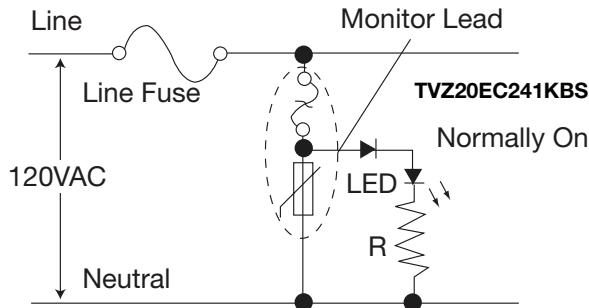 Line
Monitor Lead
Line Fuse
TVZ20EC241KBS
Normally On
120VAC
LED
R
Neutral